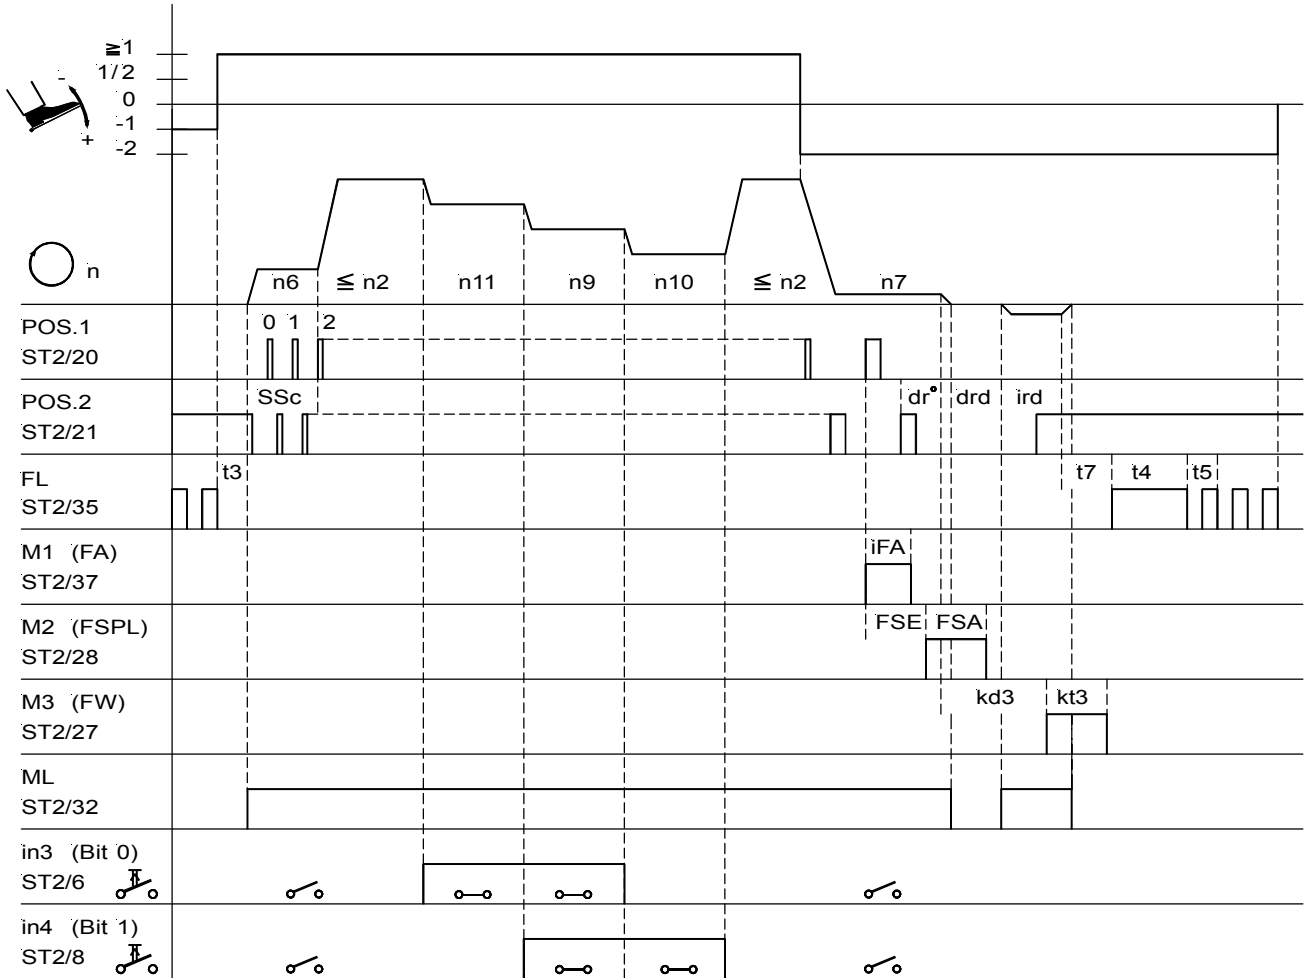 ≧1
1/2
-
0
-1
+
-2
n
n6
≦ n2
n11
n9
n10
≦ n2
n7
POS.1
ST2/20
0 1 2
POS.2
ST2/21
SSc
dr°
drd
ird
FL
ST2/35
t3
t7
t4
t5
M1 (FA)
ST2/37
iFA
M2 (FSPL)
ST2/28
FSE
FSA
M3 (FW)
ST2/27
kd3
kt3
ML
ST2/32
in3 (Bit 0)
ST2/6
in4 (Bit 1)
ST2/8